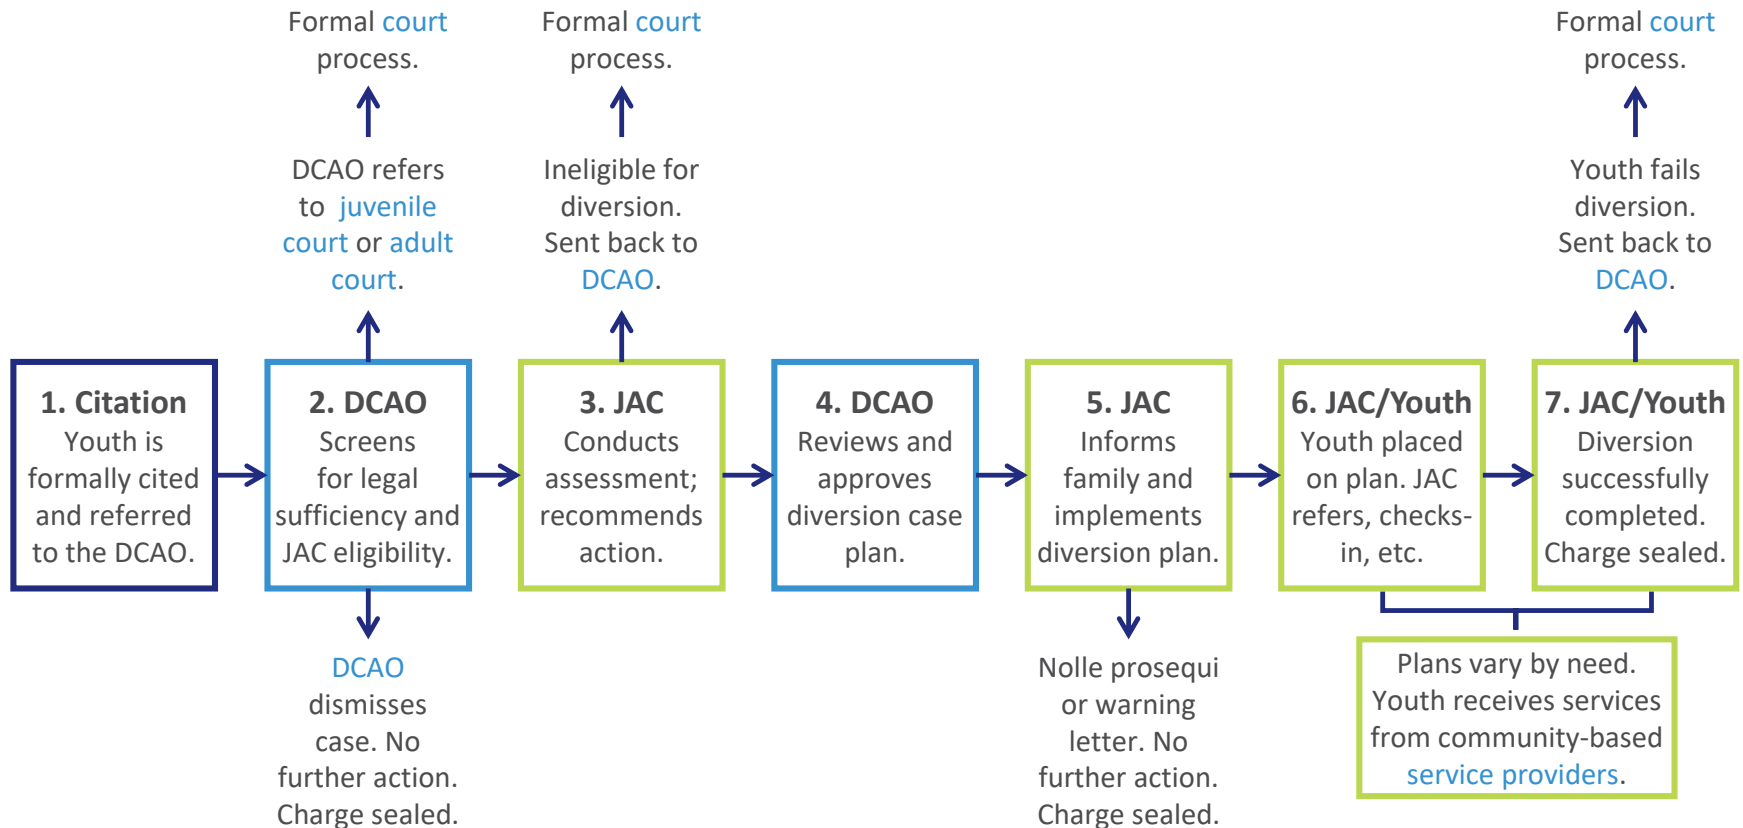 Formal court
process.
Formal court
process.
Formal court
process.
DCAO refers
to juvenile
court or adult
court.
Ineligible for
diversion.
Sent back to
DCAO.
Youth fails
diversion.
Sent back to
DCAO.
1. Citation
Youth is
formally cited
and referred
to the DCAO.
2. DCAO
Screens
for legal
sufficiency and
JAC eligibility.
3. JAC
Conducts
assessment;
recommends
action.
4. DCAO
Reviews and
approves
diversion case
plan.
5. JAC
Informs
family and
implements
diversion plan.
6. JAC/Youth
Youth placed
on plan. JAC
refers, checks-
in, etc.
7. JAC/Youth
Diversion
successfully
completed.
Charge sealed.
DCAO
dismisses
case. No
further action.
Charge sealed.
Nolle prosequi
or warning
letter. No
further action.
Charge sealed.
Plans vary by need.
Youth receives services
from community-based
service providers.